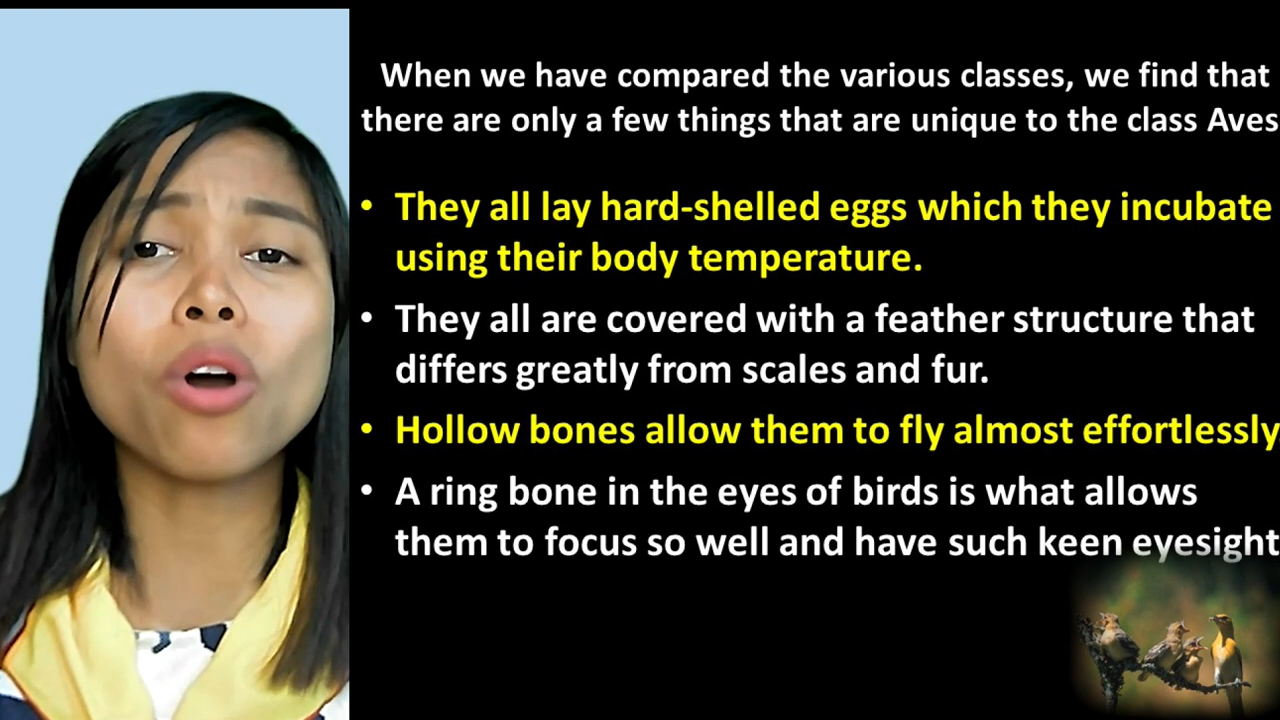 When we have compared the various classes, we find that
there are only a few things that are unique to the class Aves
• They all lay hard-shelled eggs which they incubate
using their body temperature.
• They all are covered with a feather structure that
differs greatly from scales and fur.
• Hollow bones allow them to fly almost effortlessly
• A ring bone in the eyes of birds is what allows
them to focus so well and have such keen eyesight